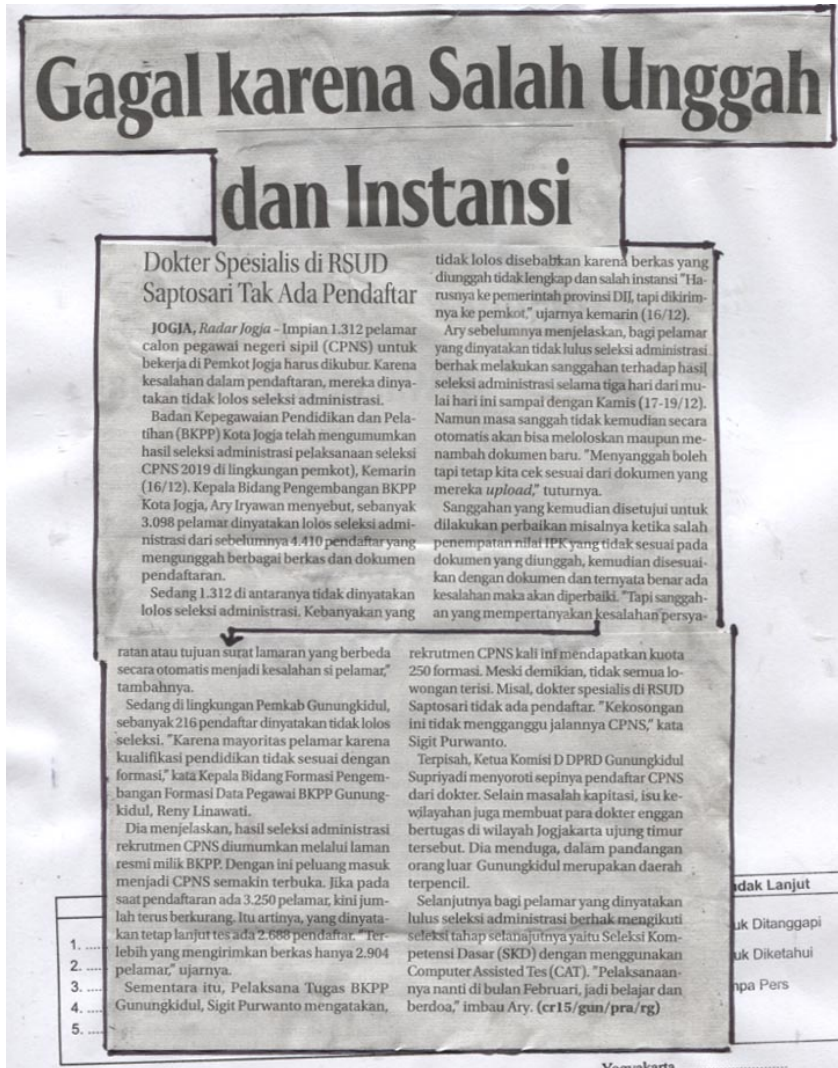 Gagal karena Salah Unggah
dan Instansi
Dokter Spesialis di RSUD
Saptosari Tak Ada Pendaftar
JOGJA, Radar Jogja - Impian 1.312 pelamar
calon pegawai negeri sipil (CPNS) untuk
bekerja di Pemkot Jogja harus dikubur. Karena
kesalahan dalam pendaftaran, mereka dinya-
takan tidak lolos seleksi administrasi.
Badan Kepegawaian Pendidikan dan Pela-
tihan (BKPP) Kota Jogja telah mengumumkan
hasil seleksi administrasi pelaksanaan seleksi
CPNS 2019 di lingkungan pemkot), Kemarin
(16/12). Kepala Bidang Pengembangan BKPP
Kota Jogja, Ary Iryawan menyebut, sebanyak
3.098 pelamar dinyatakan lolos seleksi admi-
nistrasi dari sebelumnya 4.410 pendaftar yang
mengunggah berbagai berkas dan dokumen
pendaftaran.
Sedang 1.312 di antaranya tidak dinyatakan
lolos seleksi administrasi. Kebanyakan yang
tidak lolos disebabkan karena berkas yang
diunggah tidak lengkap dan salah instansi "Ha-
rusnya ke pemerintah provinsi DIJ, tapi dikirim-
nya ke pemkot," ujarnya kemarin (16/12).
Ary sebelumnya menjelaskan, bagi pelamar
yang dinyatakan tidak lulus seleksi administrasi
berhak melakukan sanggahan terhadap hasil
seleksi administrasi selama tiga hari dari mu-
lai hari ini sampai dengan Kamis (17-19/12).
Namun masa sanggah tidak kemudian secara
otomatis akan bisa meloloskan maupun me-
nambah dokumen baru. "Menyanggah boleh
tapi tetap kita cek sesuai dari dokumen yang
mereka upload," tuturnya.
Sanggahan yang kemudian disetujui untuk
dilakukan perbaikan misalnya ketika salah
penempatan nilai IPK yang tidak sesuai pada
dokumen yang diunggah, kemudian disesuai-
kan dengan dokumen dan ternyata benar ada
kesalahan maka akan diperbaiki. "Tapi sanggah-
an yang mempertanyakan kesalahan persya-
ratan atau tujuan surat lamaran yang berbeda
secara otomatis menjadi kesalahan si pelamar,"
tambahnya.
Sedang di lingkungan Pemkab Gunungkidul,
sebanyak 216 pendaftar dinyatakan tidak lolos
seleksi. "Karena mayoritas pelamar karena
kualifikasi pendidikan tidak sesuai dengan
formasi," kata Kepala Bidang Formasi Pengem-
bangan Formasi Data Pegawai BKPP Gunung-
kidul, Reny Linawati.
Dia menjelaskan, hasil seleksi administrasi
rekrutmen CPNS diumumkan melalui laman
resmi milik BKPP. Dengan ini peluang masuk
menjadi CPNS semakin terbuka. Jika pada
saat pendaftaran ada 3.250 pelamar, kini jum-
lah terus berkurang. Itu artinya, yang dinyata-
kan tetap lanjut tes ada 2.688 pendaftar. "Ter-
lebih yang mengirimkan berkas hanya 2.904
pelamar," ujarnya.
Sementara itu, Pelaksana Tugas BKPP
Gunungkidul, Sigit Purwanto mengatakan,
rekrutmen CPNS kali ini mendapatkan kuota
250 formasi. Meski demikian, tidak semua lo-
wongan terisi. Misal, dokter spesialis di RSUD
Saptosari tidak ada pendaftar. "Kekosongan
ini tidak mengganggu jalannya CPNS," kata
Sigit Purwanto.
Terpisah, Ketua Komisi D DPRD Gunungkidul
Supriyadi menyoroti sepinya pendaftar CPNS
dari dokter. Selain masalah kapitasi, isu ke-
wilayahan juga membuat para dokter enggan
bertugas di wilayah Jogjakarta ujung timur
tersebut. Dia menduga, dalam pandangan
orang luar Gunungkidul merupakan daerah
terpencil.
Selanjutnya bagi pelamar yang dinyatakan
lulus seleksi administrasi berhak mengikuti
seleksi tahap selanajutnya yaitu Seleksi Kom-
petensi Dasar (SKD) dengan menggunakan
Computer Assisted Tes (CAT). "Pelaksanaan-
nya nanti di bulan Februari, jadi belajar dan
berdoa," imbau Ary. (cr15/gun/pra/rg)
1. ....
2. ....
3. ....
4. ....
5. ....
dak Lanjut
uk Ditanggapi
uk Diketahui
npa Pers